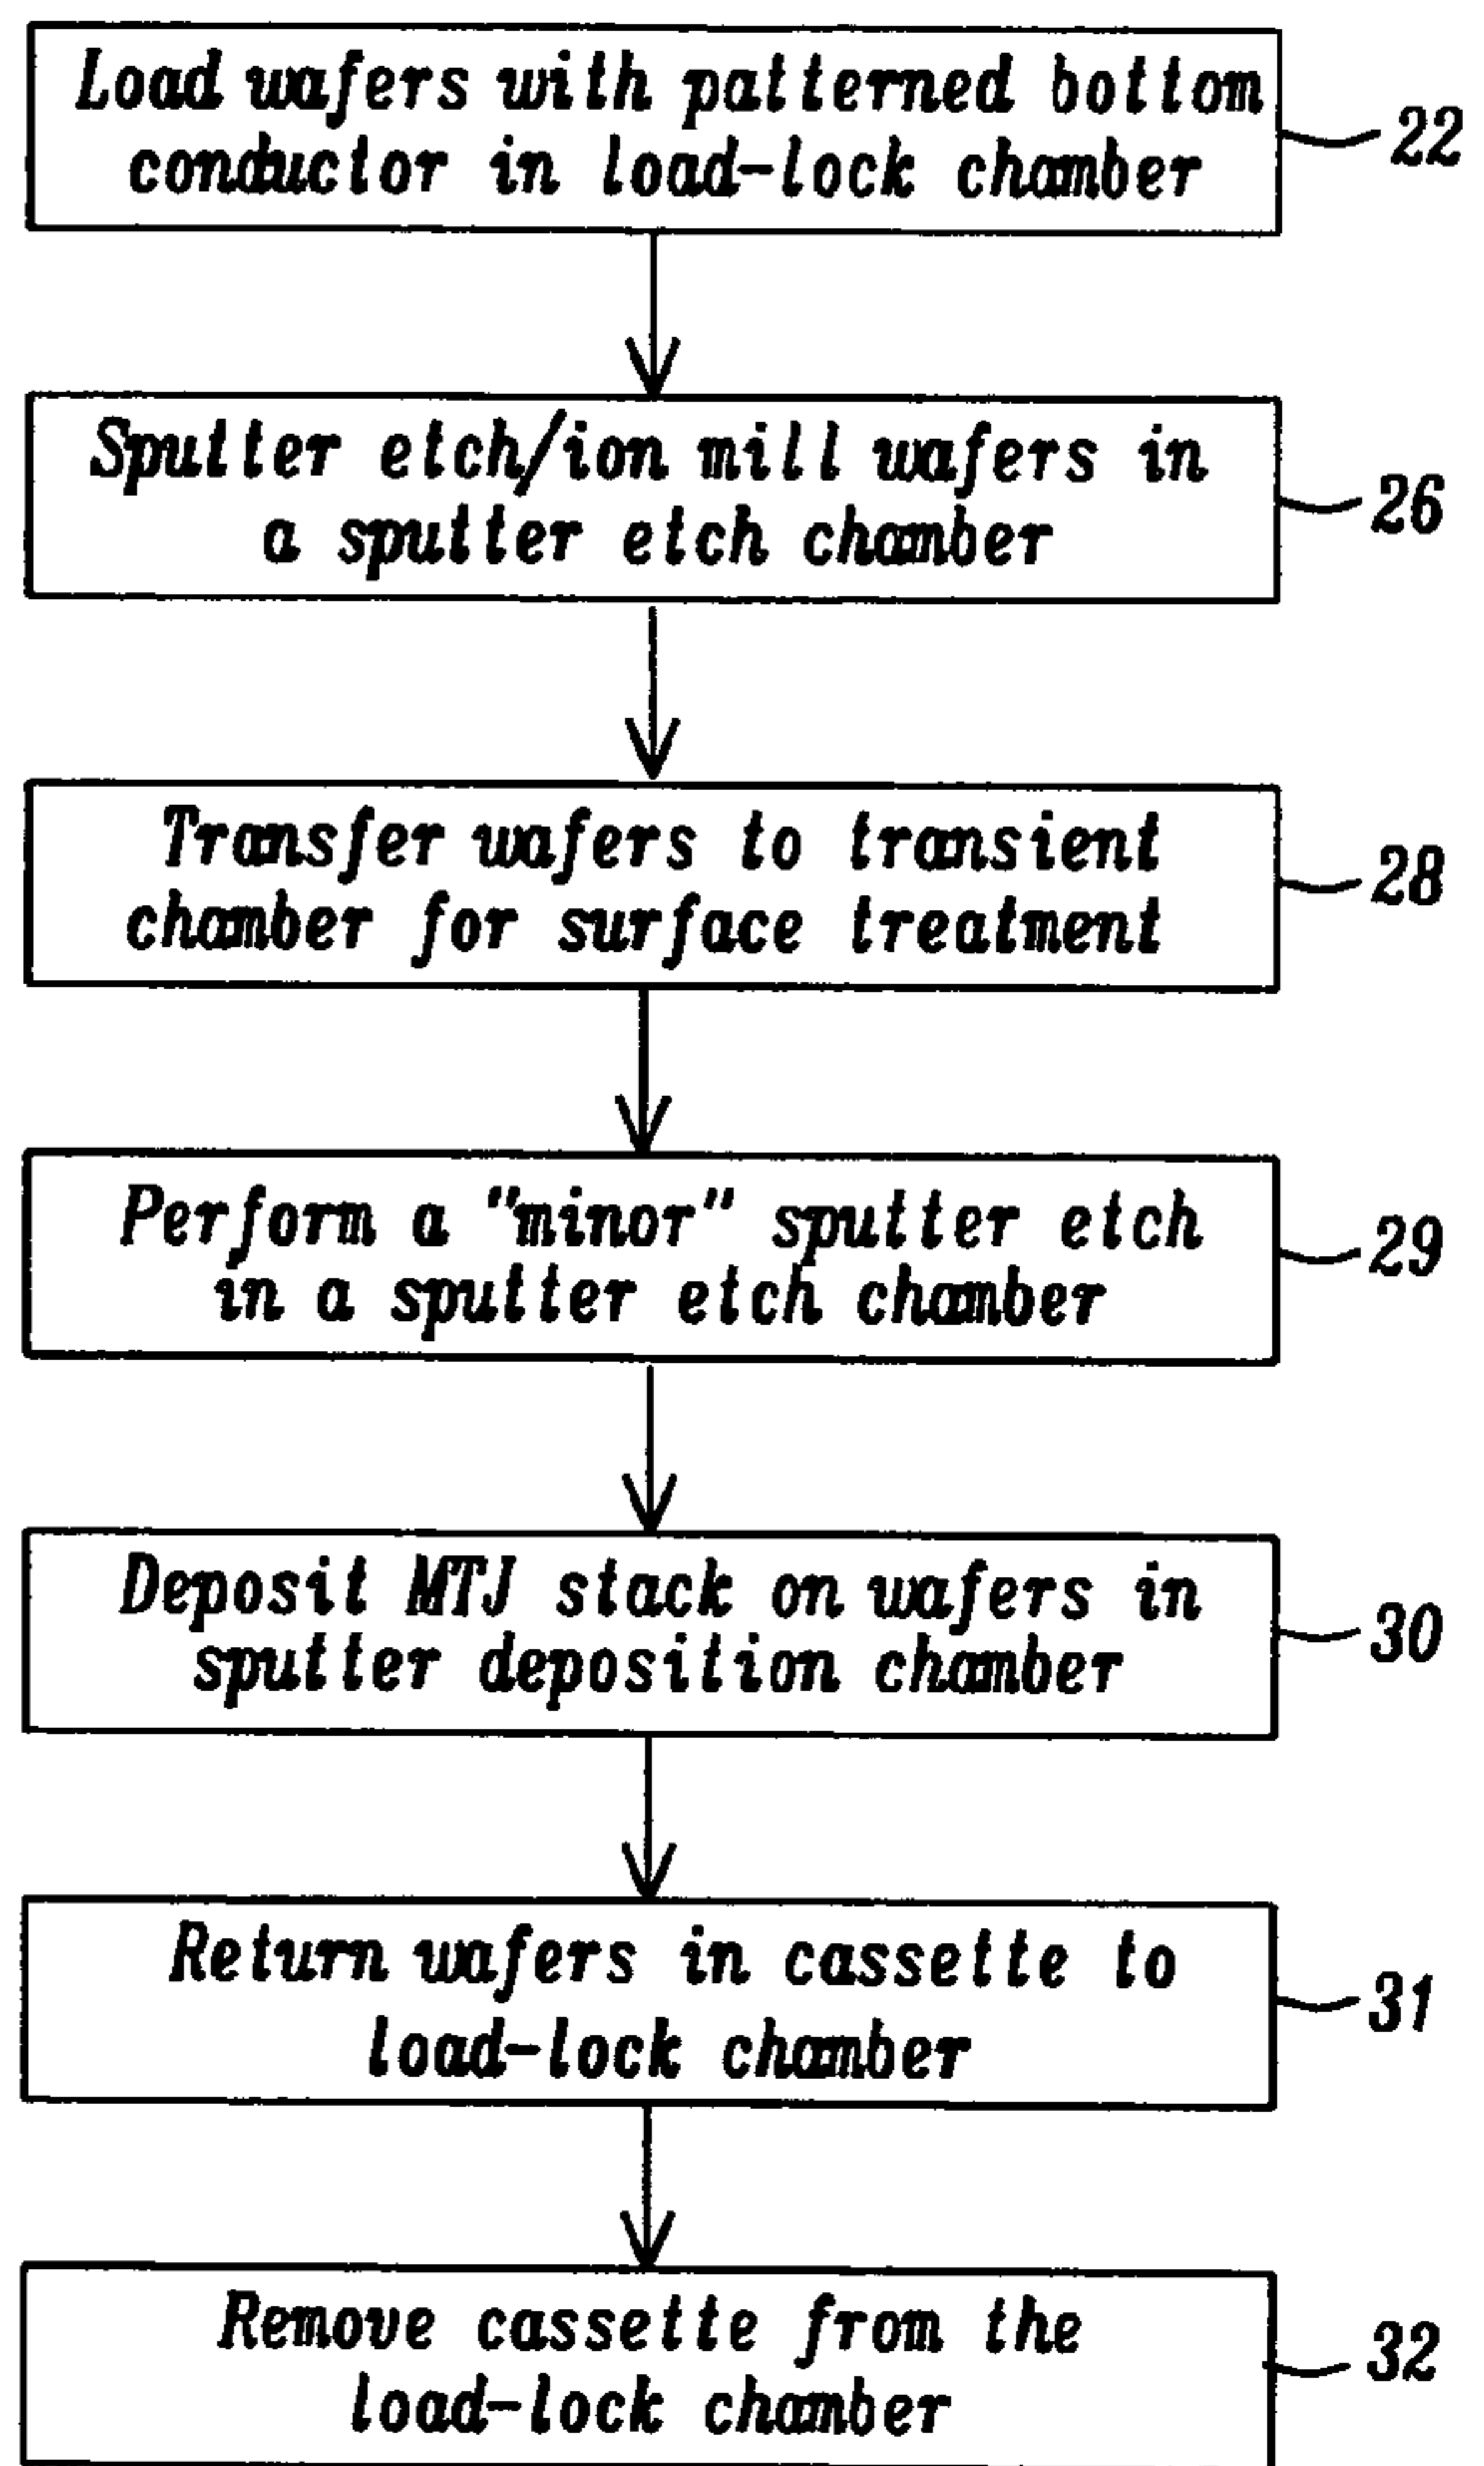 Load wafers with patterned bottom
conductor in load-lock chamber
22
Sputter etch/ion mill wafers in
a sputter etch chamber
26
Transfer wafers to transient
chamber for surface treatment
28
Perform a "minor" sputter etch
in a sputter etch chamber
29
Deposit MTJ stack on wafers in
sputter deposition chamber
30
Return wafers in cassette to
load-lock chamber
31
Remove cassette from the
load-lock chamber
32